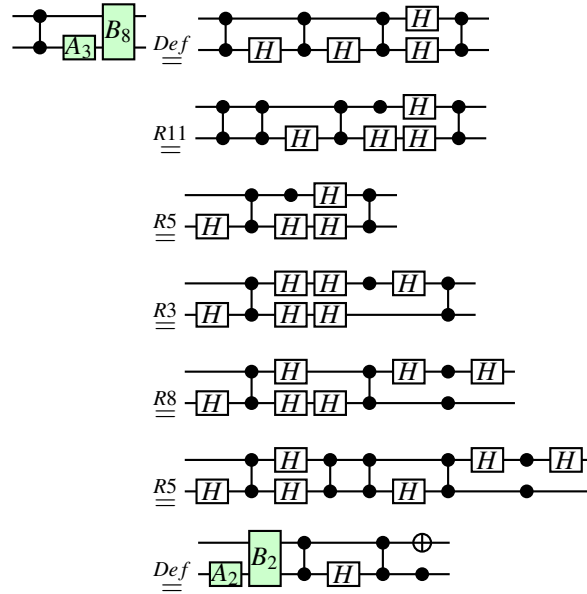 A₃ B₈ Def = H H H H
R11 = H H H H
R5 = H H H H
R3 = H H H H H H
R8 = H H H H H H
R5 = H H H H H H
Def = A₂ B₂ H